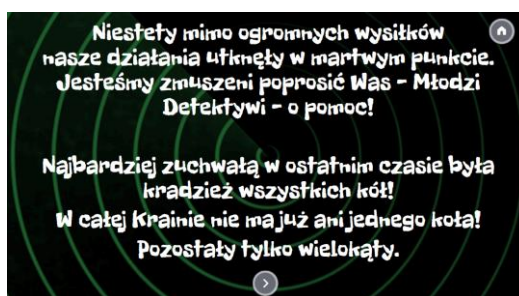 Niestety mimo ogromnych wysiłków
nasze działania utknęły w martwym punkcie.
Jesteśmy zmuszeni poprosić Was - Młodzi
Detektywi - o pomoc!
Najbardziej zuchwałą w ostatnim czasie była
kradzież wszystkich kół!
W całej Krainie nie ma już ani jednego koła!
Pozostały tylko wielokąty.